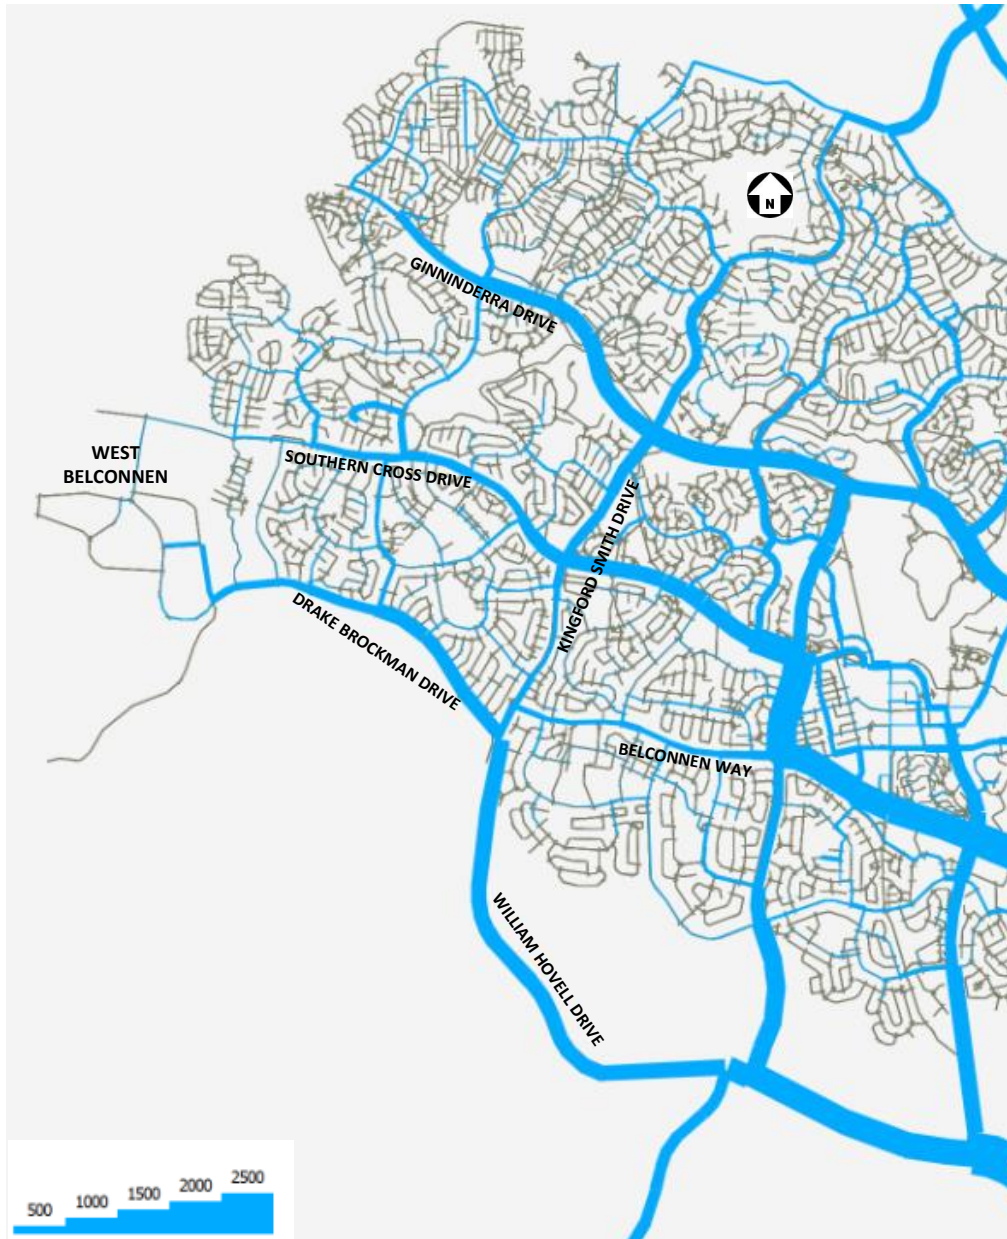 N
GINNINDERRA DRIVE
WEST
BELCONNEN
SOUTHERN CROSS DRIVE
KINGFORD SMITH DRIVE
DRAKE BROCKMAN DRIVE
BELCONNEN WAY
WILLIAM HOVELL DRIVE
500 1000 1500 2000 2500